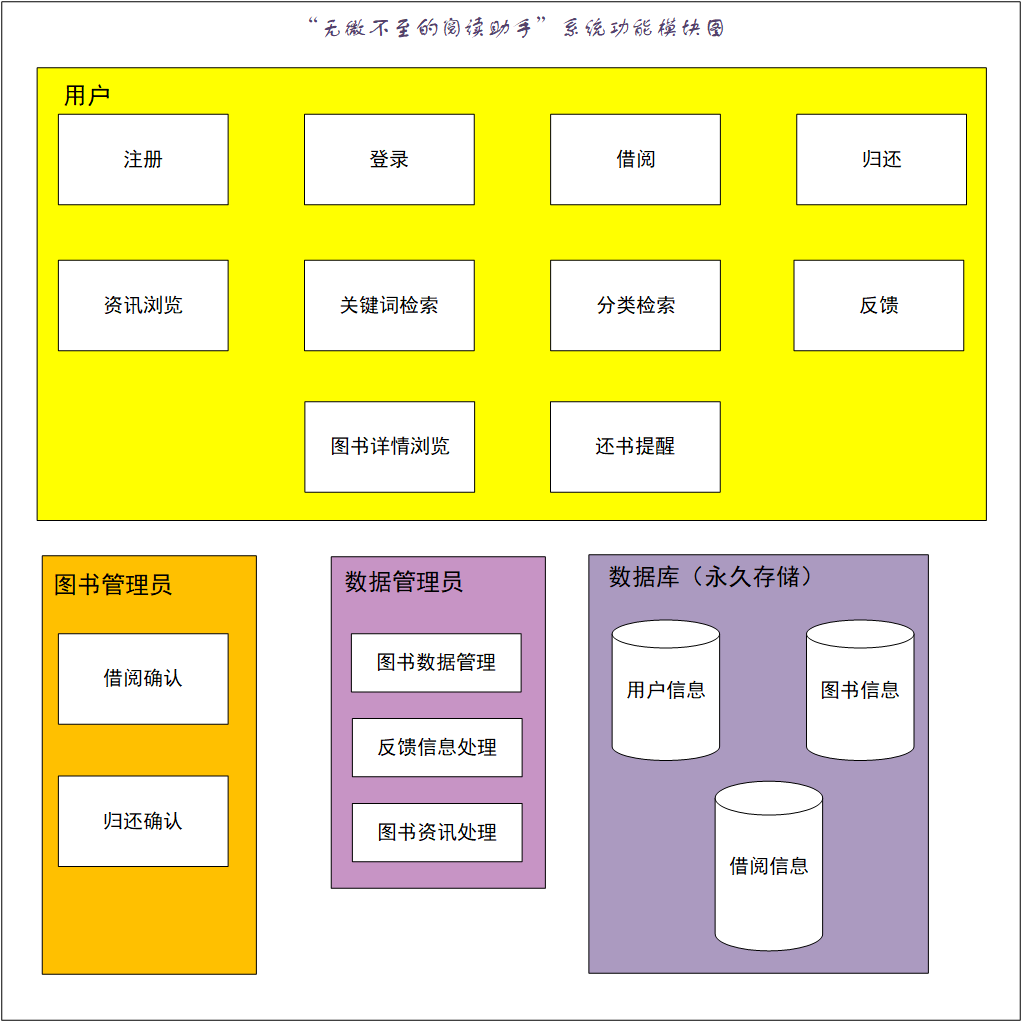 “无微不至的阅读助手”系统功能模块图
用户
注册
登录
借阅
归还
资讯浏览
关键词检索
分类检索
反馈
图书详情浏览
还书提醒
图书管理员
借阅确认
归还确认
数据管理员
图书数据管理
反馈信息处理
图书资讯处理
数据库（永久存储）
用户信息
图书信息
借阅信息